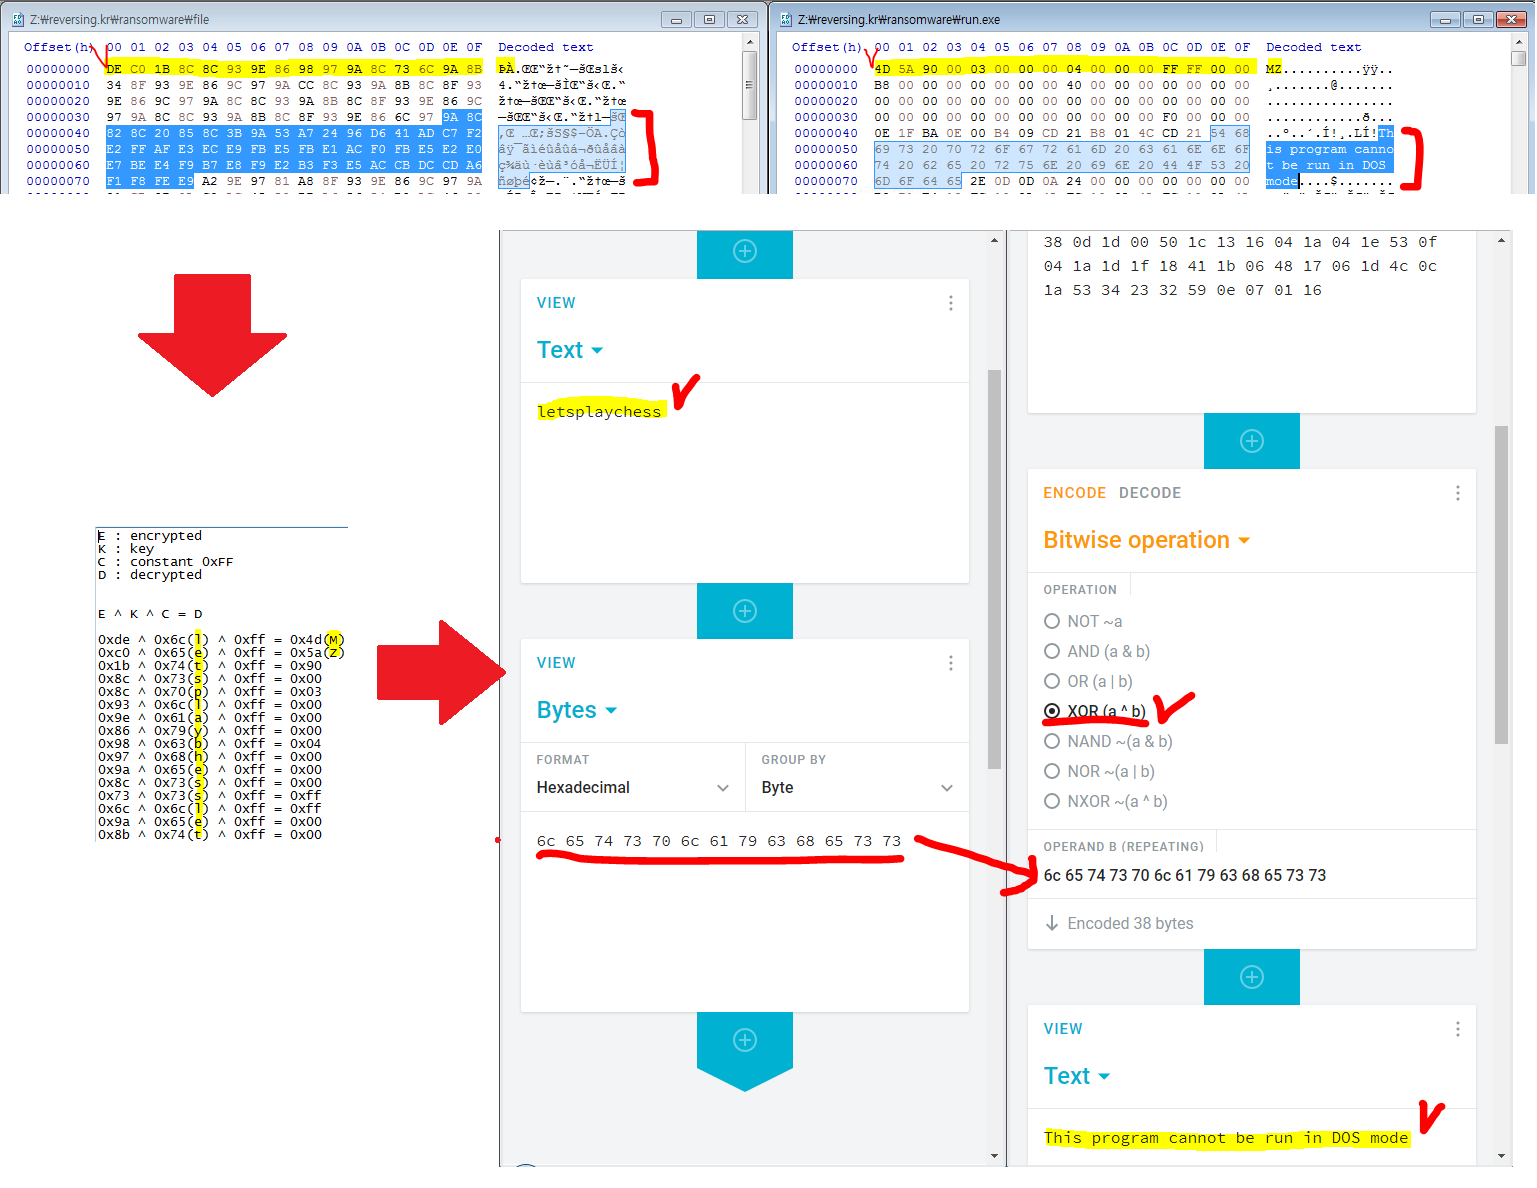 Z:₩reversing.kr₩ransomware₩file
Offset(h) 00 01 02 03 04 05 06 07 08 09 0A 0B 0C 0D 0E 0F Decoded text
00000000 DE C0 1B 8C 8C 93 9E 86 98 97 9A 8C 73 6C 9A 8B ÞÀ.ŒŒ“ž†˜—šŒslš‹
00000010 34 8F 93 9E 86 9C 97 9A CC 8C 93 9A 8B 8C 8F 93
00000020 9E 86 9C 97 9A 8C 8C 93 9A 8B 8C 8F 93 9E 86 9C
00000030 97 9A 8C 8C 93 9A 8B 8C 8F 93 9E 86 6C 97 9A 8C
00000040 82 8C 20 85 8C 3B 9A 53 A7 24 96 D6 41 AD C7 F2
00000050 E2 FF AF E3 EC E9 FB E5 FB E1 AC F0 FB E5 E2 E0
00000060 E7 BE E4 F9 B7 E8 F9 E2 B3 F3 E5 AC CB DC CD A6
00000070 F1 F8 FE E9 A2 9E 97 81 A8 8F 93 9E 86 9C 97 9A
Z:₩reversing.kr₩ransomware₩run.exe
Offset(h) 00 01 02 03 04 05 06 07 08 09 0A 0B 0C 0D 0E 0F Decoded text
00000000 4D 5A 90 00 03 00 00 00 04 00 00 00 FF FF 00 00 MZ..........ÿÿ..
00000010 B8 00 00 00 00 00 00 00 40 00 00 00 00 00 00 00 ¸.......@.......
00000020 00 00 00 00 00 00 00 00 00 00 00 00 00 00 00 00 ................
00000030 00 00 00 00 00 00 00 00 00 00 00 00 F0 00 00 00 ............ð...
00000040 0E 1F BA 0E 00 B4 09 CD 21 B8 01 4C CD 21 54 68 ..º..´.Í!¸.LÍ!Th
00000050 69 73 20 70 72 6F 67 72 61 6D 20 63 61 6E 6E 6F is program canno
00000060 74 20 62 65 20 72 75 6E 20 69 6E 20 44 4F 53 20 t be run in DOS
00000070 6D 6F 64 65 2E 0D 0D 0A 24 00 00 00 00 00 00 00 mode....$.......
E : encrypted
K : key
C : constant 0xFF
D : decrypted
E ^ K ^ C = D
0xde ^ 0x6c(l) ^ 0xff = 0x4d(M)
0xc0 ^ 0x65(e) ^ 0xff = 0x5a(Z)
0x1b ^ 0x74(t) ^ 0xff = 0x90
0x8c ^ 0x73(s) ^ 0xff = 0x00
0x8c ^ 0x70(p) ^ 0xff = 0x03
0x93 ^ 0x6c(l) ^ 0xff = 0x00
0x9e ^ 0x61(a) ^ 0xff = 0x00
0x86 ^ 0x79(y) ^ 0xff = 0x00
0x98 ^ 0x63(b) ^ 0xff = 0x04
0x97 ^ 0x68(h) ^ 0xff = 0x00
0x9a ^ 0x65(e) ^ 0xff = 0x00
0x8c ^ 0x73(s) ^ 0xff = 0x00
0x73 ^ 0x73(s) ^ 0xff = 0xff
0x6c ^ 0x6c(l) ^ 0xff = 0xff
0x9a ^ 0x65(e) ^ 0xff = 0x00
0x8b ^ 0x74(t) ^ 0xff = 0x00
VIEW
Text
letsplaychess
VIEW
Bytes
FORMAT
Hexadecimal
GROUP BY
Byte
6c 65 74 73 70 6c 61 79 63 68 65 73 73
38 0d 1d 00 50 1c 13 16 04 1a 04 1e 53 0f
04 1a 1d 1f 18 41 1b 06 48 17 06 1d 4c 0c
1a 53 34 23 32 59 0e 07 01 16
ENCODE DECODE
Bitwise operation
OPERATION
NOT ~a
AND (a & b)
OR (a | b)
XOR (a ^ b)
NAND ~(a & b)
NOR ~(a | b)
NXOR ~(a ^ b)
OPERAND B (REPEATING)
6c 65 74 73 70 6c 61 79 63 68 65 73 73
Encoded 38 bytes
VIEW
Text
This program cannot be run in DOS mode